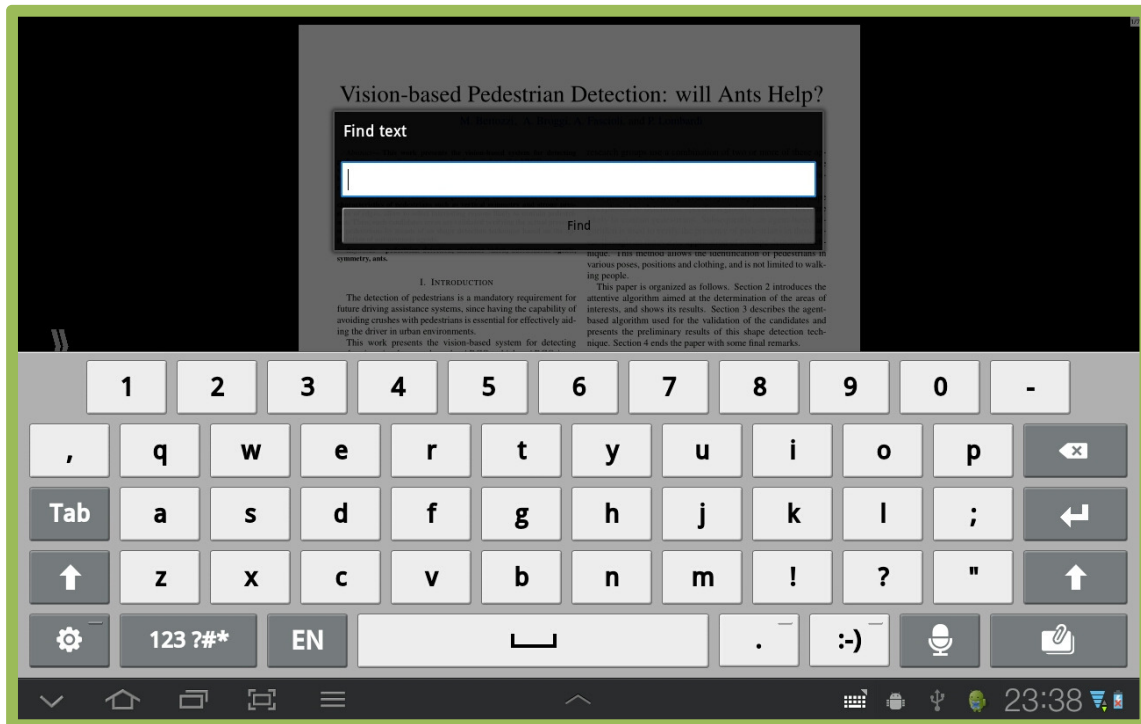 Vision-based Pedestrian Detection: will Ants Help?
Find text
Find
symmetry, ants.
I. INTRODUCTION
The detection of pedestrians is a mandatory requirement for
future driving assistance systems, since having the capability of
avoiding crushes with pedestrians is essential for effectively aid-
ing the driver in urban environments.
This work presents the vision-based system for detecting
nique. This method allows the identification of pedestrians in
various poses, positions and clothing, and is not limited to walk-
ing people.
This paper is organized as follows. Section 2 introduces the
attentive algorithm aimed at the determination of the areas of
interests, and shows its results. Section 3 describes the agent-
based algorithm used for the validation of the candidates and
presents the preliminary results of this shape detection tech-
nique. Section 4 ends the paper with some final remarks.
1 2 3 4 5 6 7 8 9 0 -
, q w e r t y u i o p
Tab a s d f g h j k l ;
z x c v b n m ! ? "
123 ?#* EN . :-)
23:38